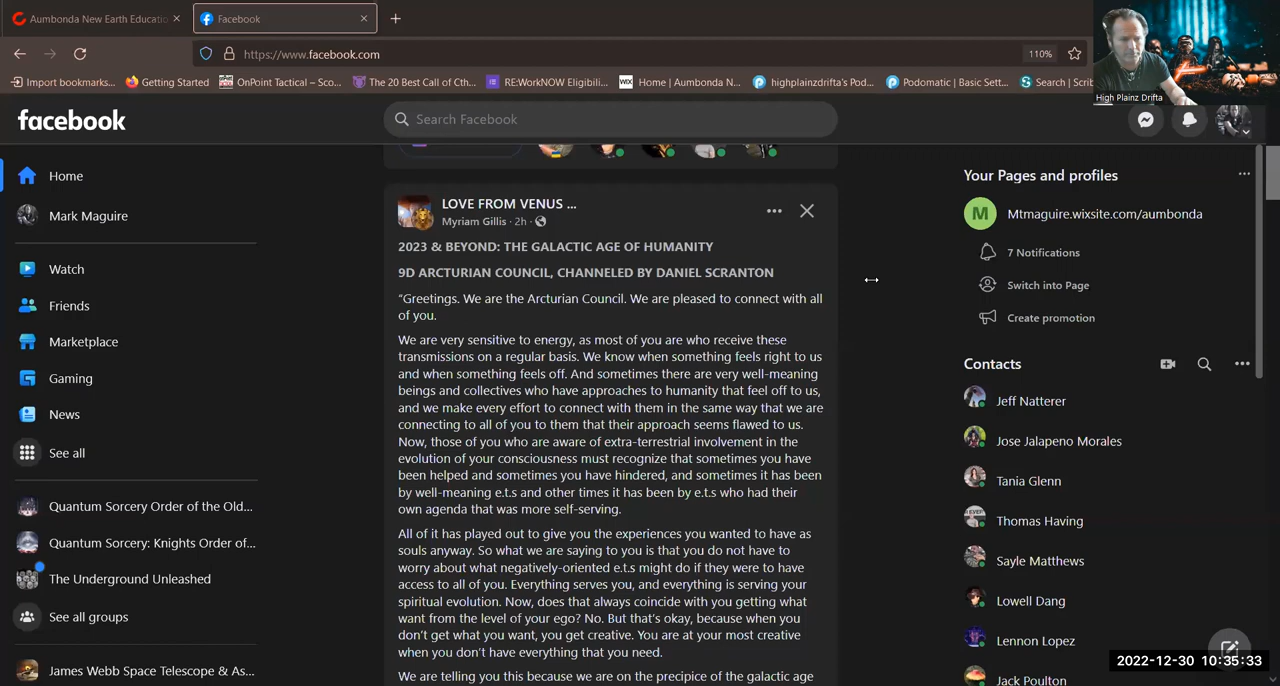 Aumbonda New Earth Educatio
Facebook
https://www.facebook.com
110%
Import bookmarks...
Getting Started
OnPoint Tactical – Sco...
The 20 Best Call of Cth...
RE:WorkNOW Eligibili...
Home | Aumbonda N...
highplainzdrifta's Pod...
Podomatic | Basic Sett...
Search | Scrib
High Plainz Drifta
facebook
Search Facebook
Home
Mark Maguire
Watch
Friends
Marketplace
Gaming
News
See all
Quantum Sorcery Order of the Old...
Quantum Sorcery: Knights Order of...
The Underground Unleashed
See all groups
James Webb Space Telescope & As...
LOVE FROM VENUS ...
Myriam Gillis · 2h ·
2023 & BEYOND: THE GALACTIC AGE OF HUMANITY
9D ARCTURIAN COUNCIL, CHANNELED BY DANIEL SCRANTON
“Greetings. We are the Arcturian Council. We are pleased to connect with all
of you.
We are very sensitive to energy, as most of you are who receive these
transmissions on a regular basis. We know when something feels right to us
and when something feels off. And sometimes there are very well-meaning
beings and collectives who have approaches to humanity that feel off to us,
and we make every effort to connect with them in the same way that we are
connecting to all of you to them that their approach seems flawed to us.
Now, those of you who are aware of extra-terrestrial involvement in the
evolution of your consciousness must recognize that sometimes you have
been helped and sometimes you have hindered, and sometimes it has been
by well-meaning e.t.s and other times it has been by e.t.s who had their
own agenda that was more self-serving.
All of it has played out to give you the experiences you wanted to have as
souls anyway. So what we are saying to you is that you do not have to
worry about what negatively-oriented e.t.s might do if they were to have
access to all of you. Everything serves you, and everything is serving your
spiritual evolution. Now, does that always coincide with you getting what
want from the level of your ego? No. But that’s okay, because when you
don’t get what you want, you get creative. You are at your most creative
when you don’t have everything that you need.
We are telling you this because we are on the precipice of the galactic age
Your Pages and profiles
M
Mtmaguire.wixsite.com/aumbonda
7 Notifications
Switch into Page
Create promotion
Contacts
Jeff Natterer
Jose Jalapeno Morales
Tania Glenn
Thomas Having
Sayle Matthews
Lowell Dang
Lennon Lopez
Jack Poulton
2022-12-30 10:35:33